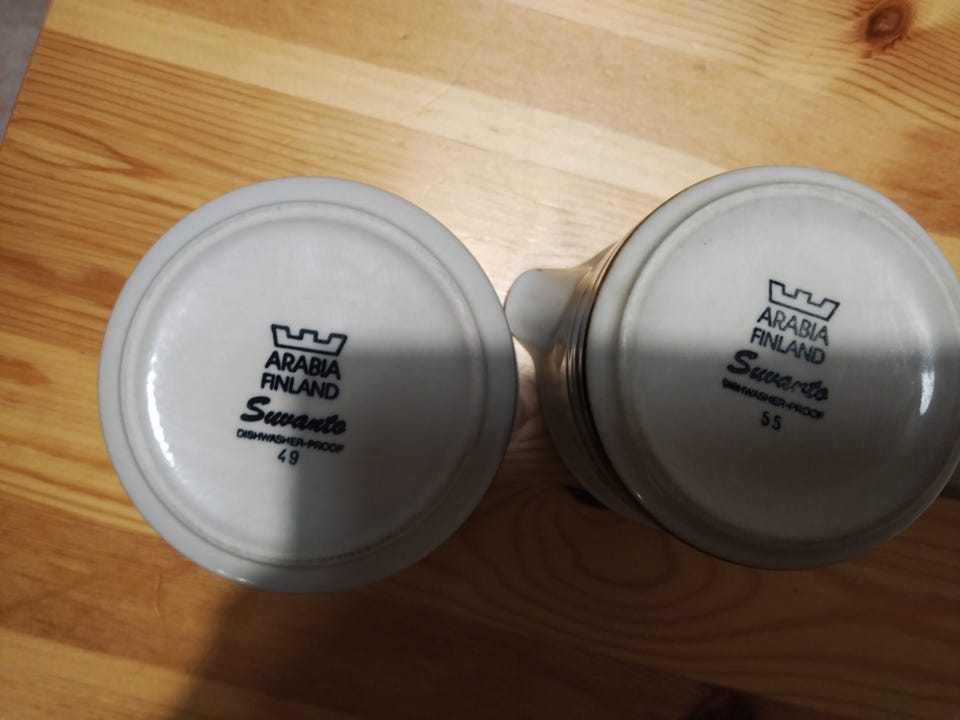 ARABIA
FINLAND
Suvanto
DISHWASHER-PROOF
49
ARABIA
FINLAND
Suvanto
DISHWASHER-PROOF
55